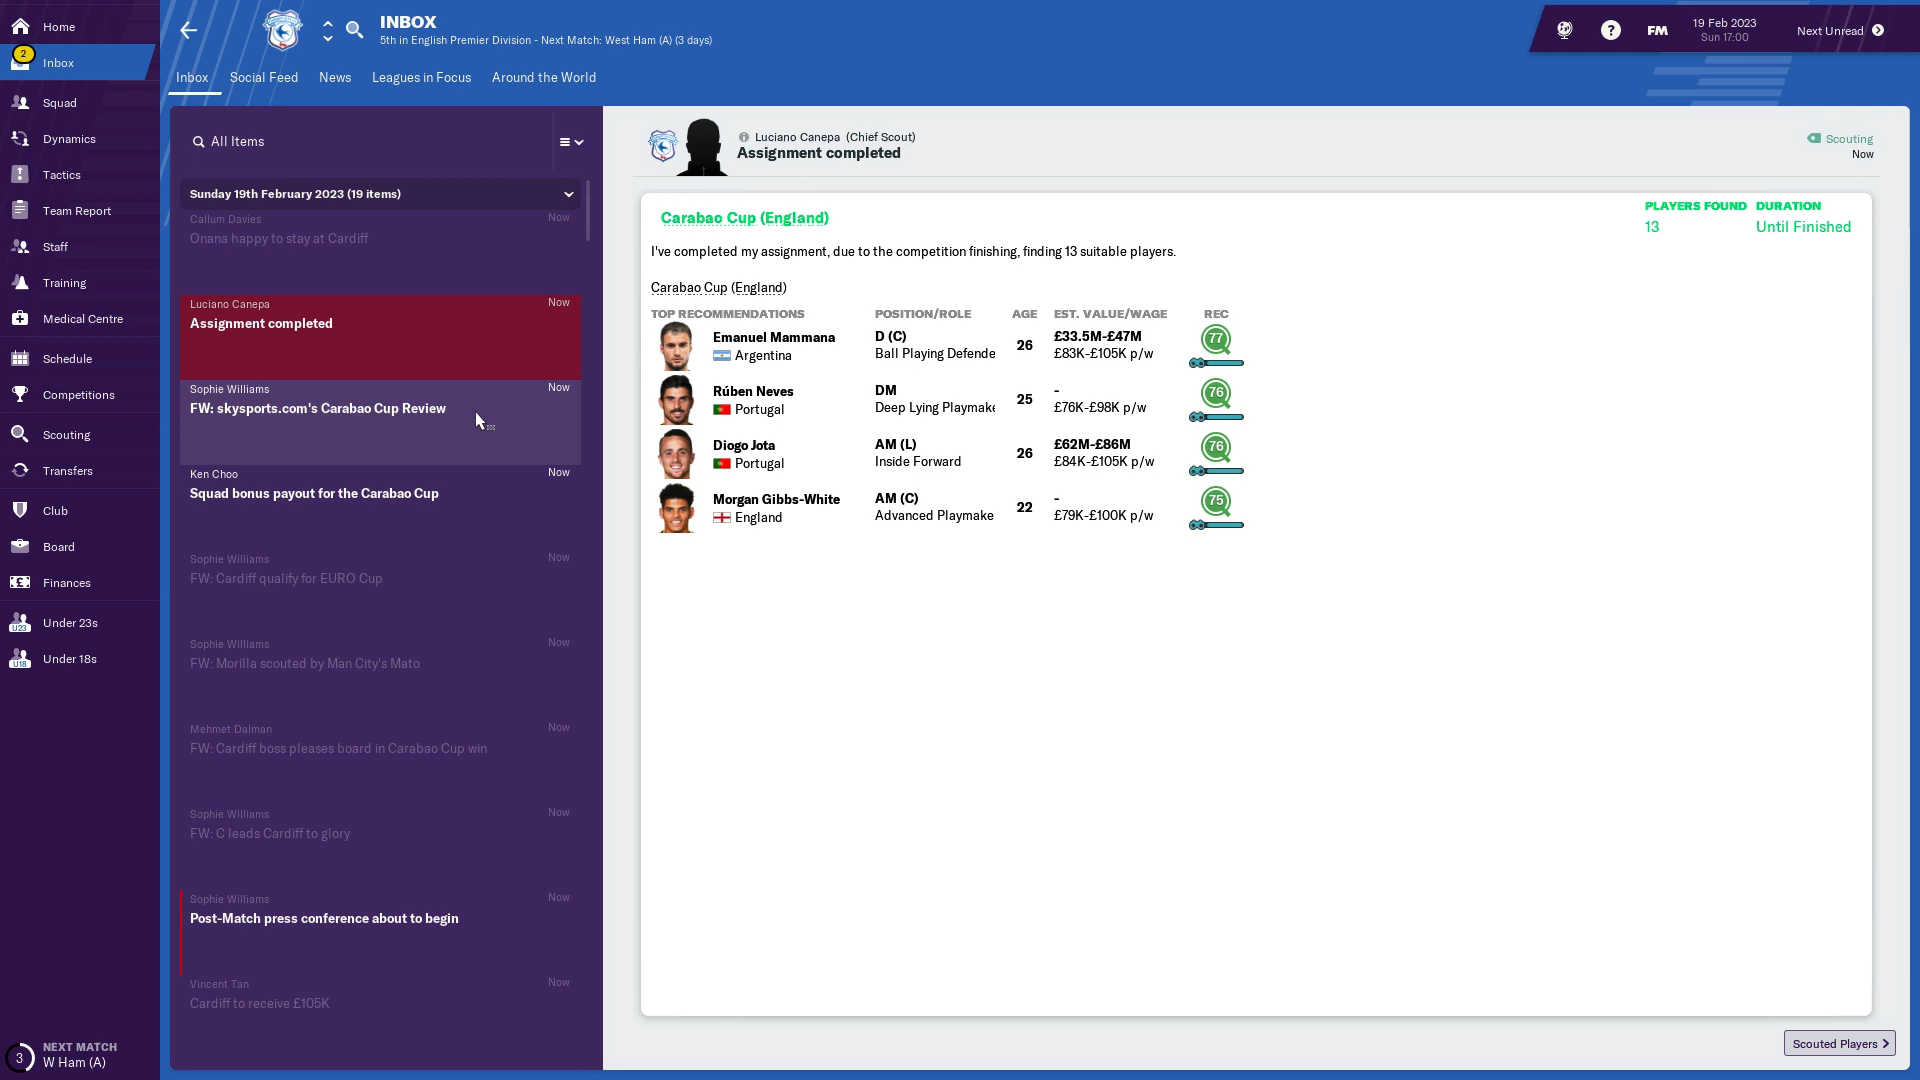 Home
2
Inbox
Squad
Dynamics
Tactics
Team Report
Staff
Training
Medical Centre
Schedule
Competitions
Scouting
Transfers
Club
Board
Finances
U23
Under 23s
U18
Under 18s
3
NEXT MATCH
W Ham (A)
INBOX
5th in English Premier Division - Next Match: West Ham (A) (3 days)
?
FM
19 Feb 2023
Sun 17:00
Next Unread
Inbox
Social Feed
News
Leagues in Focus
Around the World
All Items
Sunday 19th February 2023 (19 items)
Callum Davies
Now
Onana happy to stay at Cardiff
Luciano Canepa
Now
Assignment completed
Sophie Williams
Now
FW: skysports.com's Carabao Cup Review
Ken Choo
Now
Squad bonus payout for the Carabao Cup
Sophie Williams
Now
FW: Cardiff qualify for EURO Cup
Sophie Williams
Now
FW: Morilla scouted by Man City's Mato
Mehmet Dalman
Now
FW: Cardiff boss pleases board in Carabao Cup win
Sophie Williams
Now
FW: C leads Cardiff to glory
Sophie Williams
Now
Post-Match press conference about to begin
Vincent Tan
Now
Cardiff to receive £105K
Luciano Canepa (Chief Scout)
Assignment completed
Scouting
Now
Carabao Cup (England)
PLAYERS FOUND
13
DURATION
Until Finished
I've completed my assignment, due to the competition finishing, finding 13 suitable players.
Carabao Cup (England)
TOP RECOMMENDATIONS POSITION/ROLE AGE EST. VALUE/WAGE REC
Emanuel Mammana D (C) 26 £33.5M-£47M 77
Argentina Ball Playing Defende £83K-£105K p/w
Rúben Neves DM 25 - 76
Portugal Deep Lying Playmake £76K-£98K p/w
Diogo Jota AM (L) 26 £62M-£86M 76
Portugal Inside Forward £84K-£105K p/w
Morgan Gibbs-White AM (C) 22 - 75
England Advanced Playmake £79K-£100K p/w
Scouted Players